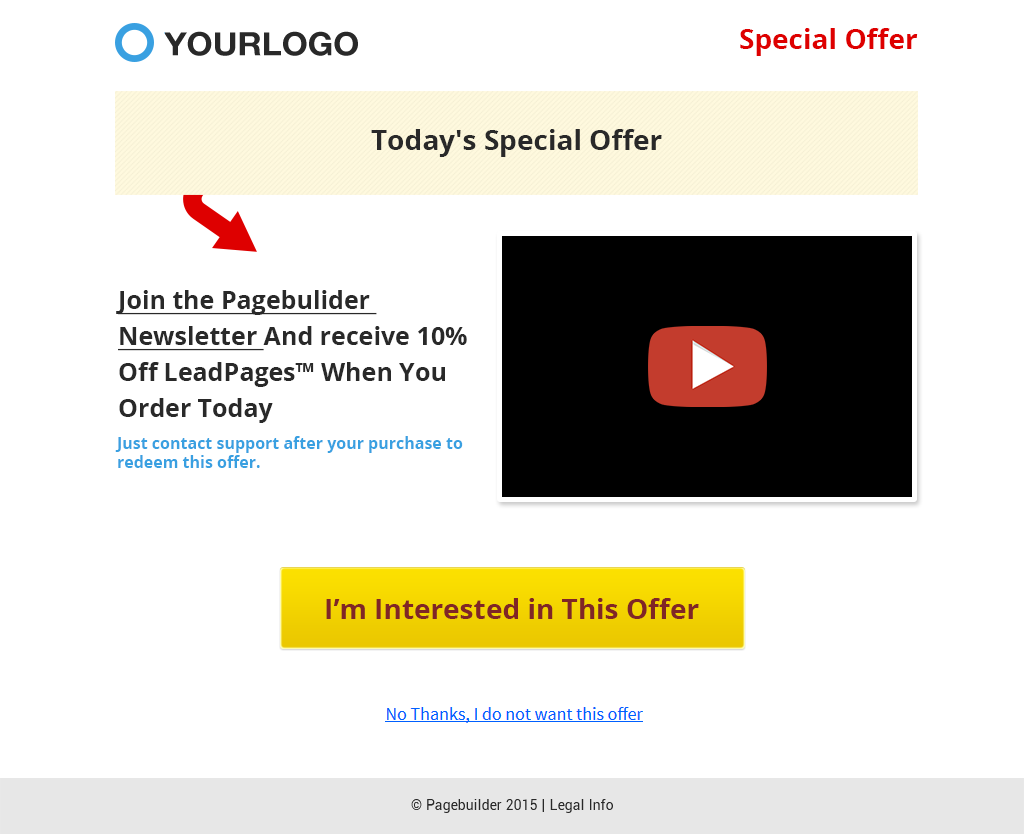 YOURLOGO
Special Offer
Today's Special Offer
Join the Pagebulider
Newsletter And receive 10%
Off LeadPages™ When You
Order Today
Just contact support after your purchase to
redeem this offer.
I’m Interested in This Offer
No Thanks, I do not want this offer
© Pagebuilder 2015 | Legal Info